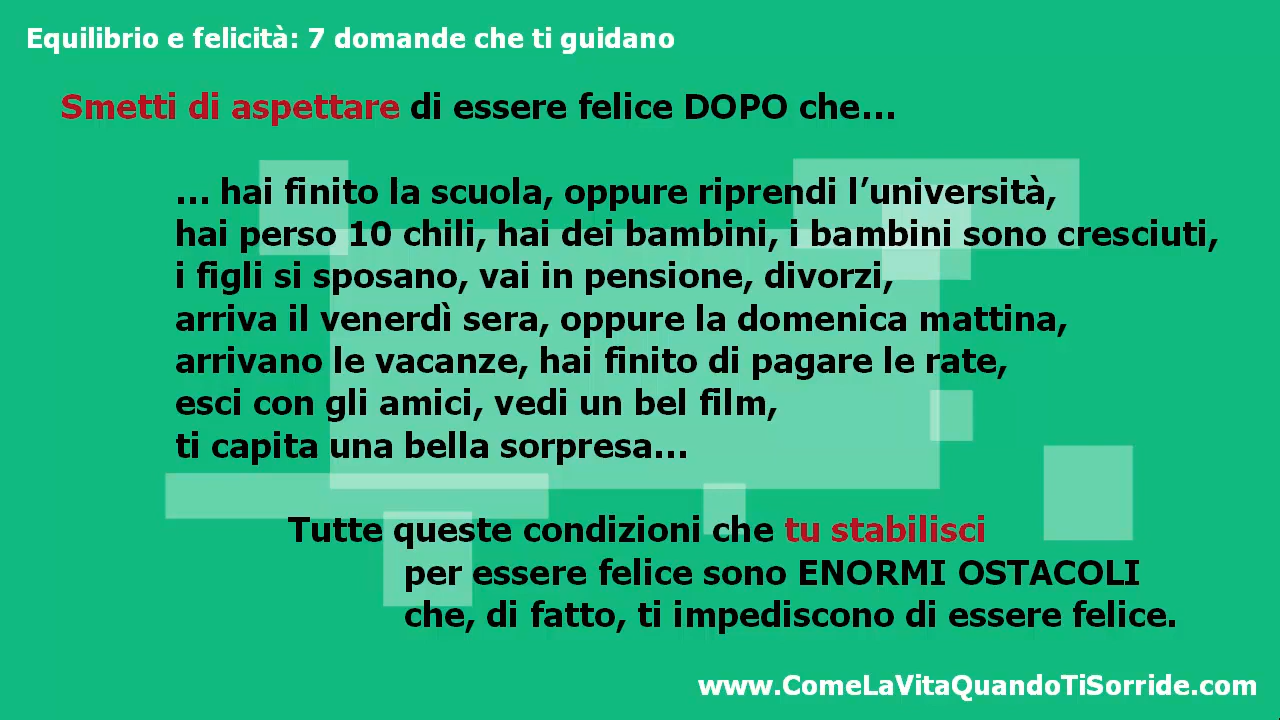 Equilibrio e felicità: 7 domande che ti guidano
Smetti di aspettare di essere felice DOPO che...
... hai finito la scuola, oppure riprendi l’università,
hai perso 10 chili, hai dei bambini, i bambini sono cresciuti,
i figli si sposano, vai in pensione, divorzi,
arriva il venerdì sera, oppure la domenica mattina,
arrivano le vacanze, hai finito di pagare le rate,
esci con gli amici, vedi un bel film,
ti capita una bella sorpresa...
Tutte queste condizioni che tu stabilisci
per essere felice sono ENORMI OSTACOLI
che, di fatto, ti impediscono di essere felice.
www.ComeLaVitaQuandoTiSorride.com